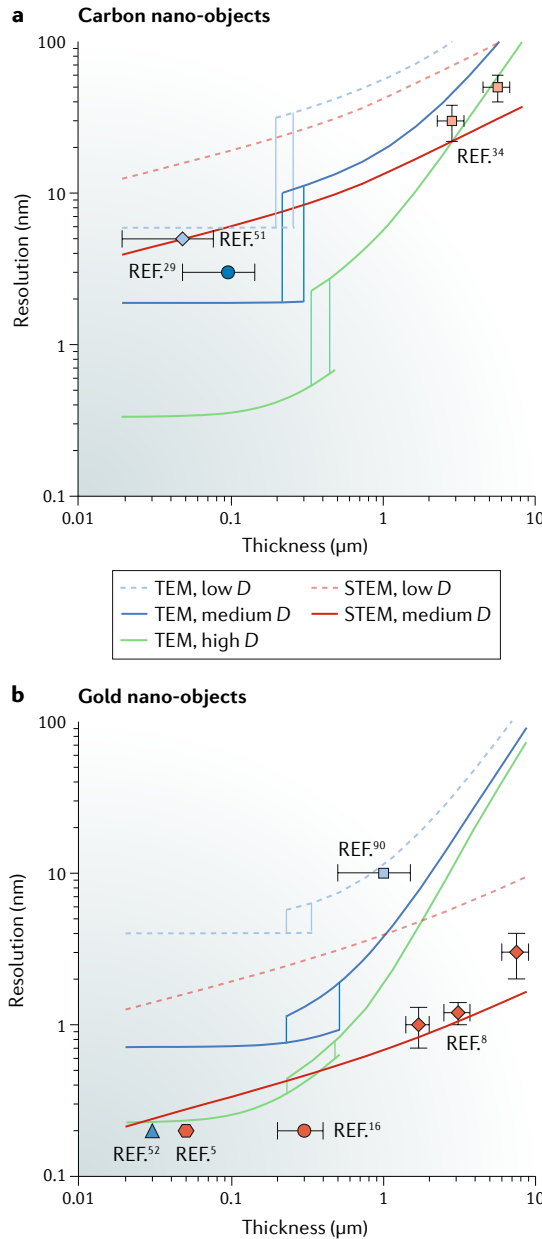 a Carbon nano-objects
100
10
1
0.1
Resolution (nm)
REF.51
REF.29
REF.34
0.01 0.1 1 10
Thickness (µm)
TEM, low D STEM, low D
TEM, medium D STEM, medium D
TEM, high D
b Gold nano-objects
100
10
1
0.1
Resolution (nm)
REF.90
REF.8
REF.52 REF.5 REF.16
0.01 0.1 1 10
Thickness (µm)